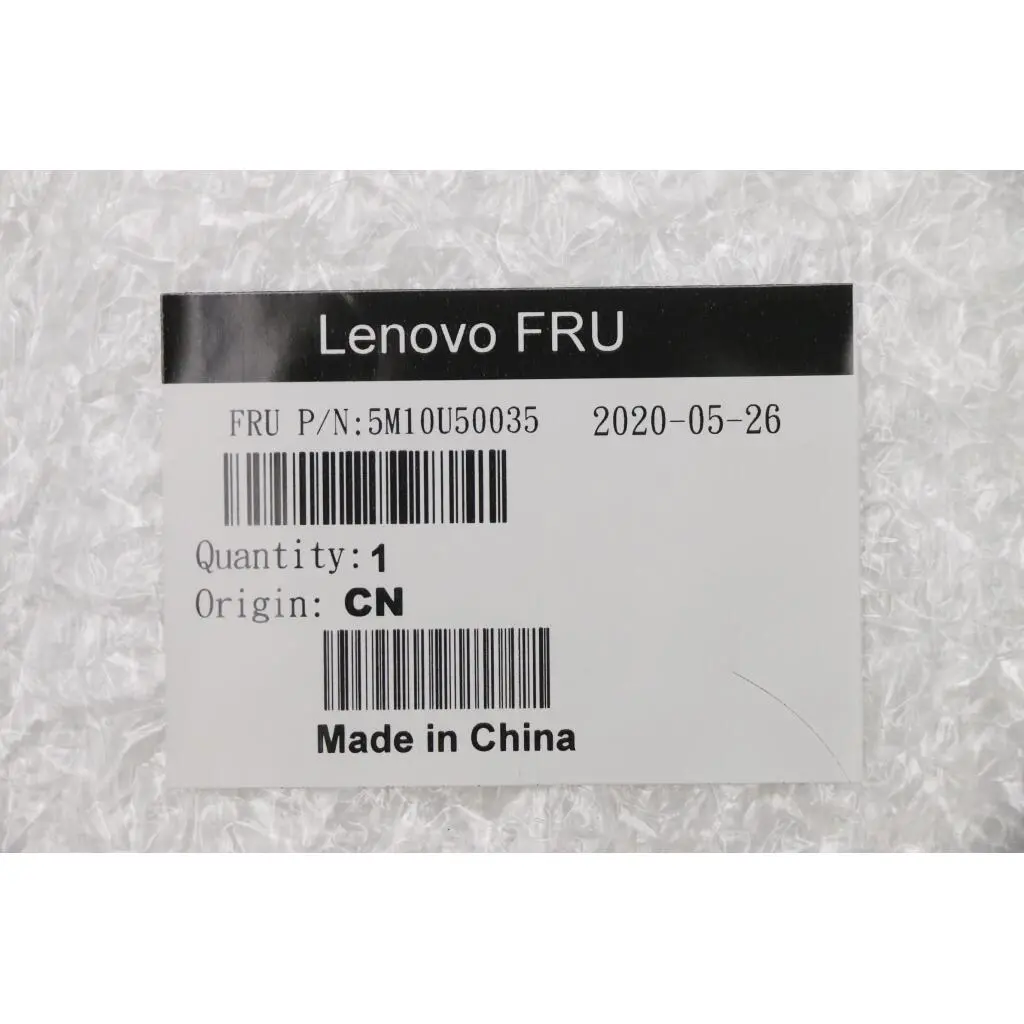 Lenovo FRU
FRU P/N:5M10U50035 2020-05-26
Quantity:1
Origin: CN
Made in China